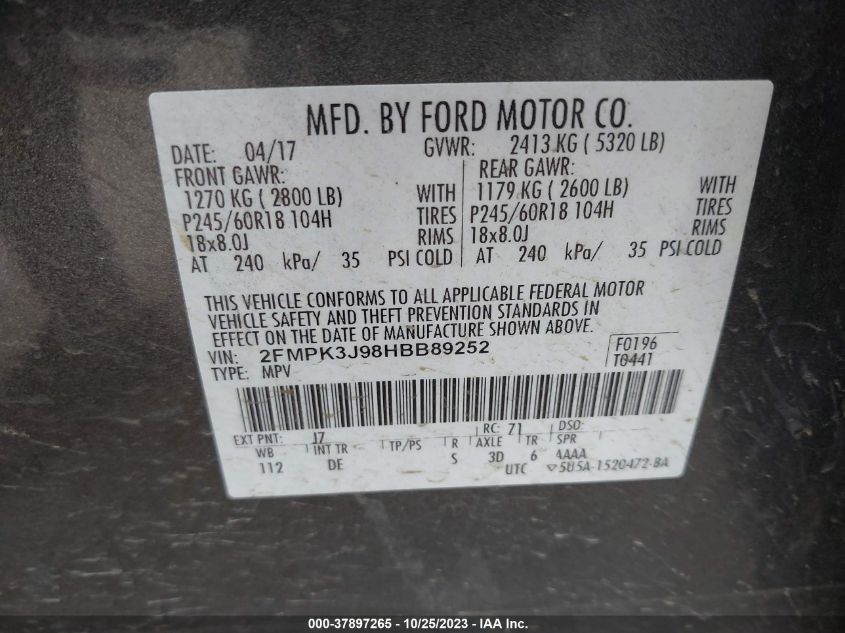 MFD. BY FORD MOTOR CO.
DATE: 04/17 GVWR: 2413 KG ( 5320 LB)
FRONT GAWR: REAR GAWR:
1270 KG ( 2800 LB) WITH 1179 KG ( 2600 LB) WITH
P245/60R18 104H TIRES P245/60R18 104H TIRES
18x8.0J RIMS 18x8.0J RIMS
AT 240 kPa/ 35 PSI COLD AT 240 kPa/ 35 PSI COLD
THIS VEHICLE CONFORMS TO ALL APPLICABLE FEDERAL MOTOR
VEHICLE SAFETY AND THEFT PREVENTION STANDARDS IN
EFFECT ON THE DATE OF MANUFACTURE SHOWN ABOVE.
VIN: 2FMPK3J98HBB89252 F0196
TYPE: MPV T0441
EXT PNT: J7 RC: 71 DSO:
WB INT TR TP/PS R AXLE TR SPR
112 DE S 3D 6 AAAA
UTC 5U5A-1520472-BA
000-37897265 - 10/25/2023 - IAA Inc.